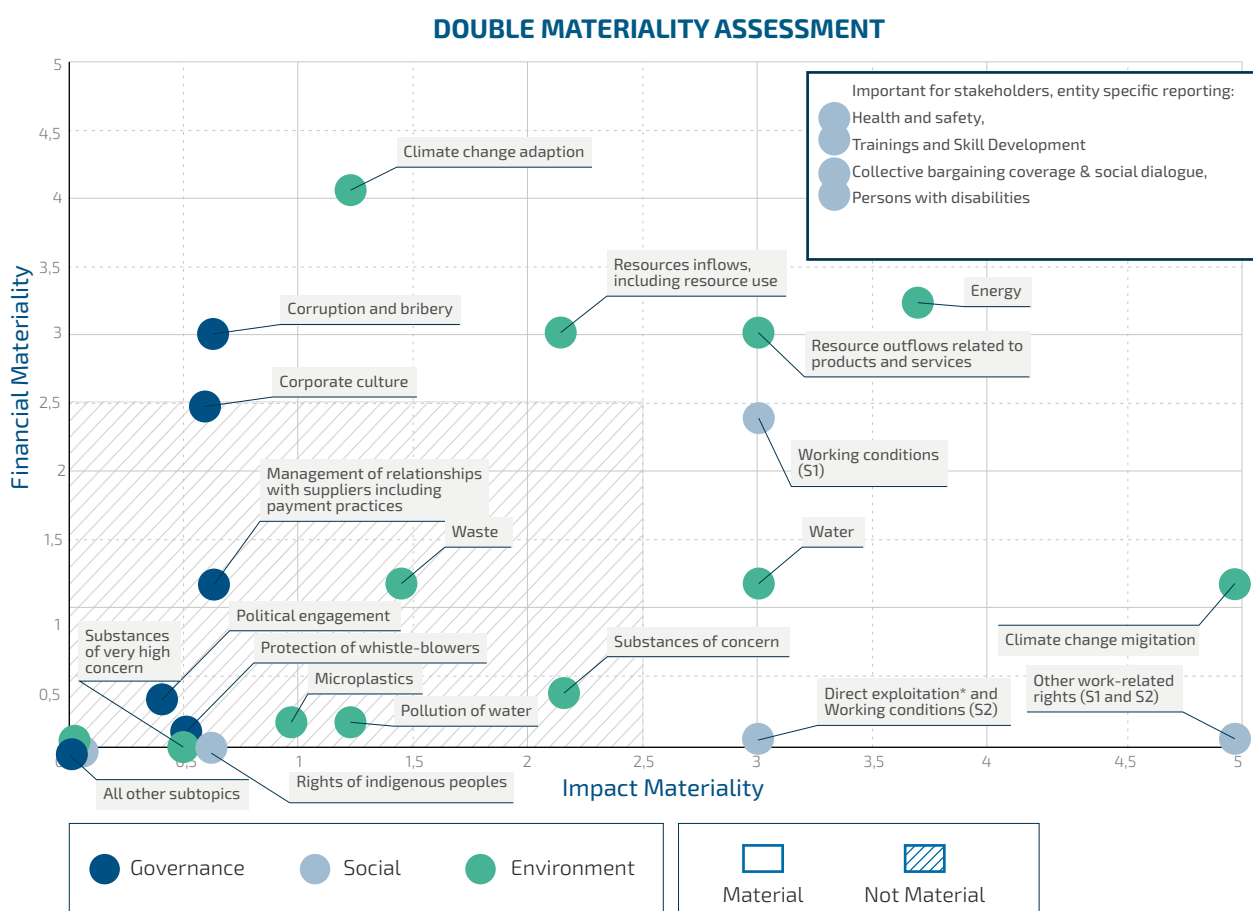 DOUBLE MATERIALITY ASSESSMENT
5
4,5
4
3,5
3
2,5
2
1,5
1
0,5
Financial Materiality
Important for stakeholders, entity specific reporting:
Health and safety,
Trainings and Skill Development
Collective bargaining coverage & social dialogue,
Persons with disabilities
Climate change adaption
Resources inflows,
including resource use
Energy
Corruption and bribery
Resource outflows related to
products and services
Corporate culture
Working conditions
(S1)
Management of relationships
with suppliers including
payment practices
Waste
Water
Political engagement
Substances
of very high
concern
Protection of whistle-blowers
Substances of concern
Climate change migitation
Microplastics
Pollution of water
Direct exploitation* and
Working conditions (S2)
Other work-related
rights (S1 and S2)
0,5
1
1,5
2
2,5
3
3,5
4
4,5
5
All other subtopics
Rights of indigenous peoples
Impact Materiality
Governance
Social
Environment
Material
Not Material